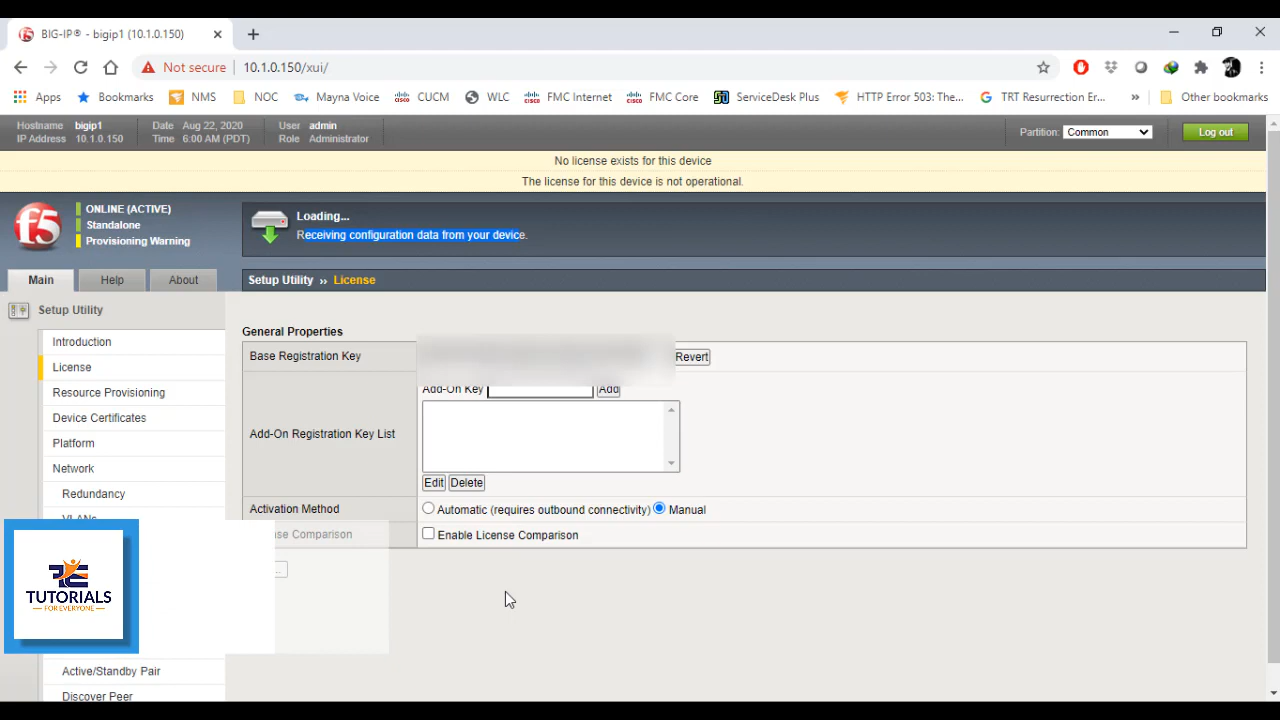 BIG-IP® - bigip1 (10.1.0.150)
Not secure 10.1.0.150/xui/
Apps Bookmarks NMS NOC Mayna Voice WLC CUCM FMC Internet FMC Core ServiceDesk Plus HTTP Error 503: The... TRT Resurrection Er... » Other bookmarks
Hostname bigip1 Date Aug 22, 2020 User admin
IP Address 10.1.0.150 Time 6:00 AM (PDT) Role Administrator
Partition: Common Log out
No license exists for this device
The license for this device is not operational.
f5
ONLINE (ACTIVE)
Standalone
Provisioning Warning
Loading...
Receiving configuration data from your device.
Main Help About
Setup Utility » License
Setup Utility
Introduction
License
Resource Provisioning
Device Certificates
Platform
Network
Redundancy
VLANs
Active/Standby Pair
Discover Peer
General Properties
Base Registration Key Revert
Add-On Registration Key List
Add-On Key Add
Edit Delete
Activation Method Automatic (requires outbound connectivity) Manual
Comparison Enable License Comparison
TUTORIALS
FOR EVERYONE